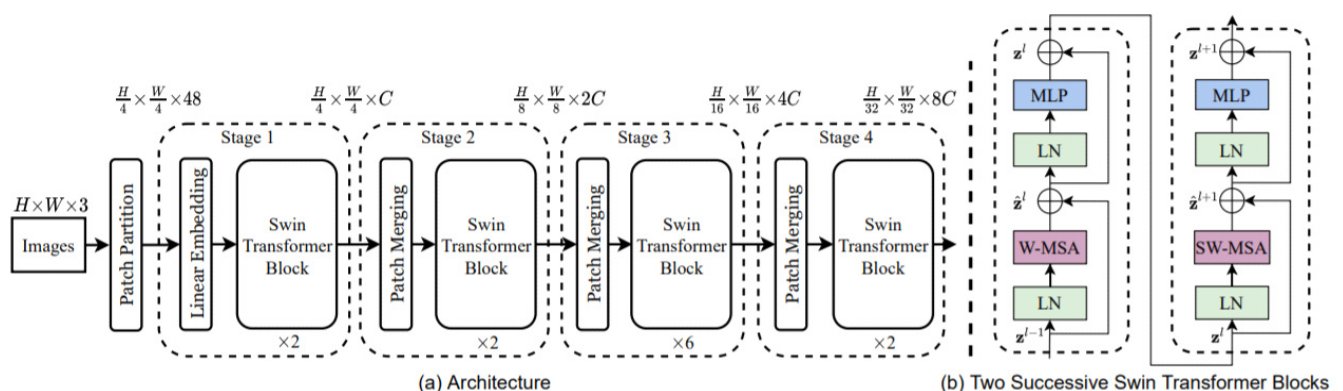 H×W×3
Images
Patch Partition
H/4 × W/4 × 48
Stage 1
Linear Embedding
Swin
Transformer
Block
×2
H/4 × W/4 × C
Stage 2
Patch Merging
Swin
Transformer
Block
×2
H/8 × W/8 × 2C
Stage 3
Patch Merging
Swin
Transformer
Block
×6
H/16 × W/16 × 4C
Stage 4
Patch Merging
Swin
Transformer
Block
×2
H/32 × W/32 × 8C
(a) Architecture
z^l
MLP
LN
ẑ^l
W-MSA
LN
z^{l−1}
z^{l+1}
MLP
LN
ẑ^{l+1}
SW-MSA
LN
z^l
(b) Two Successive Swin Transformer Blocks